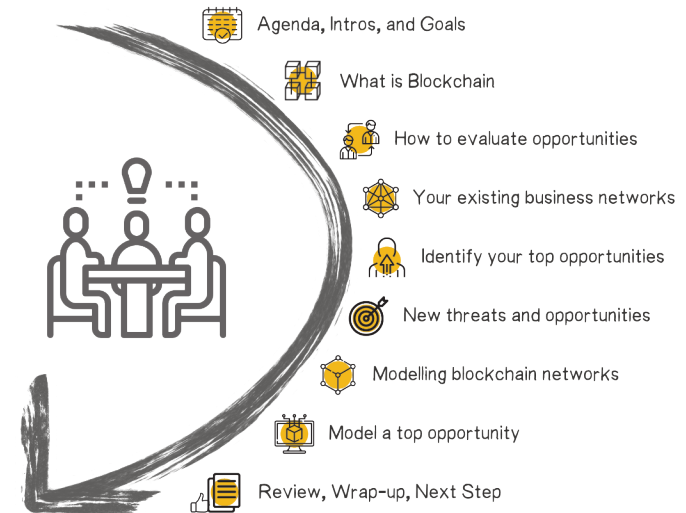 Agenda, Intros, and Goals
What is Blockchain
How to evaluate opportunities
Your existing business networks
Identify your top opportunities
New threats and opportunities
Modelling blockchain networks
Model a top opportunity
Review, Wrap-up, Next Step